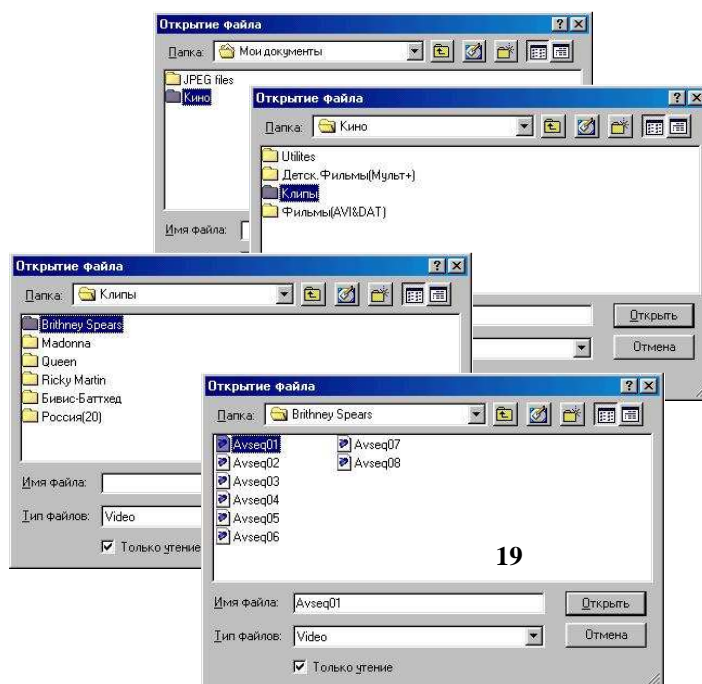 Открытие файла
Папка: Мои документы
JPEG files
Кино
Имя файла:
Открытие файла
Папка: Кино
Utilites
Детск.Фильмы(Мульт+)
Клипы
Фильмы(AVI&DAT)
Открыть
Отмена
Открытие файла
Папка: Клипы
Brithney Spears
Madonna
Queen
Ricky Martin
Бивис-Баттхед
Россия(20)
Имя файла:
Тип файлов: Video
Только чтение
Открытие файла
Папка: Brithney Spears
Avseq01 Avseq07
Avseq02 Avseq08
Avseq03
Avseq04
Avseq05
Avseq06
19
Имя файла: Avseq01 Открыть
Тип файлов: Video Отмена
Только чтение